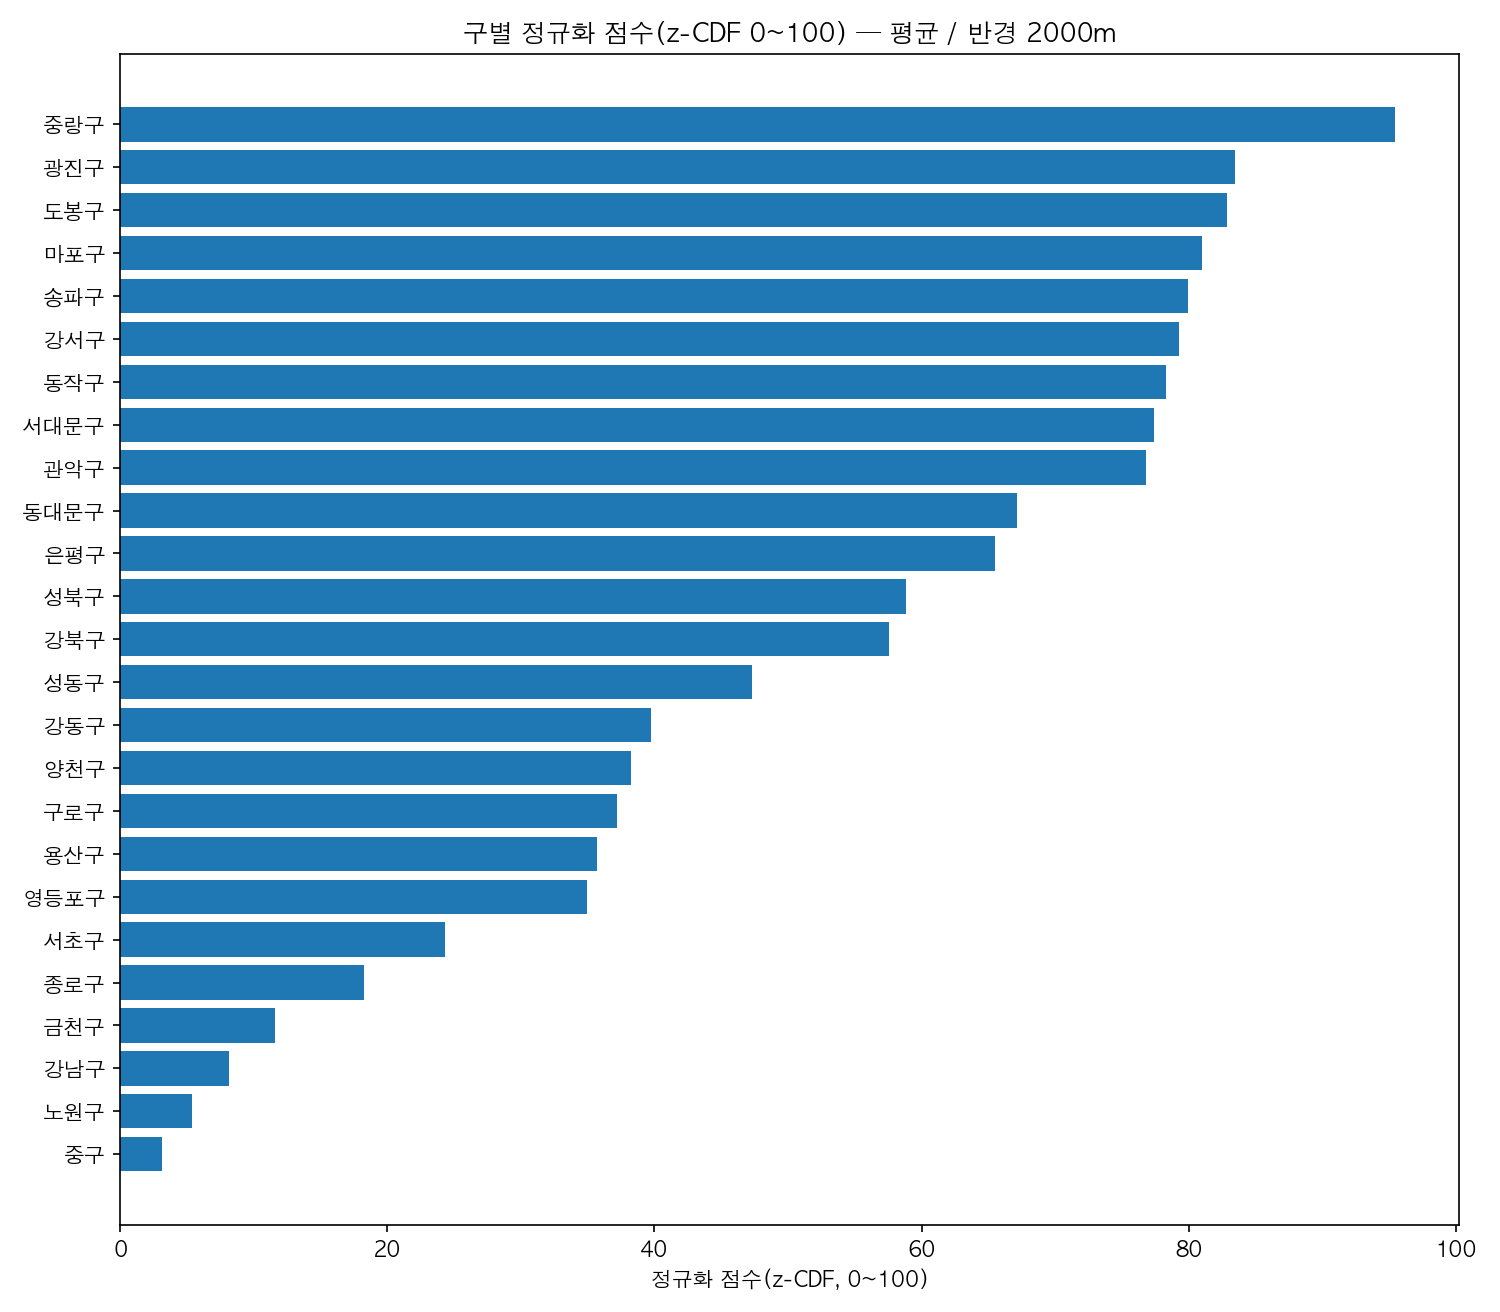 구별 정규화 점수(z-CDF 0~100) — 평균 / 반경 2000m
중랑구
광진구
도봉구
마포구
송파구
강서구
동작구
서대문구
관악구
동대문구
은평구
성북구
강북구
성동구
강동구
양천구
구로구
용산구
영등포구
서초구
종로구
금천구
강남구
노원구
중구
0 20 40 60 80 100
정규화 점수(z-CDF, 0~100)